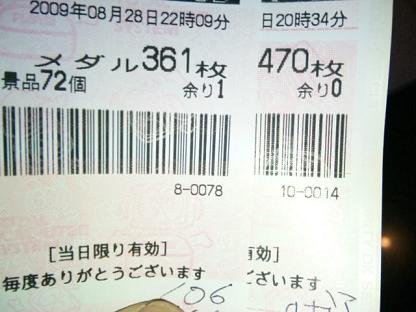 2009年08月28日22時09分
メダル361枚
景品72個
余り1
8-0078
[当日限り有効]
毎度ありがとうございます
106
日20時34分
470枚
余り0
10-0014
有効]
ございます